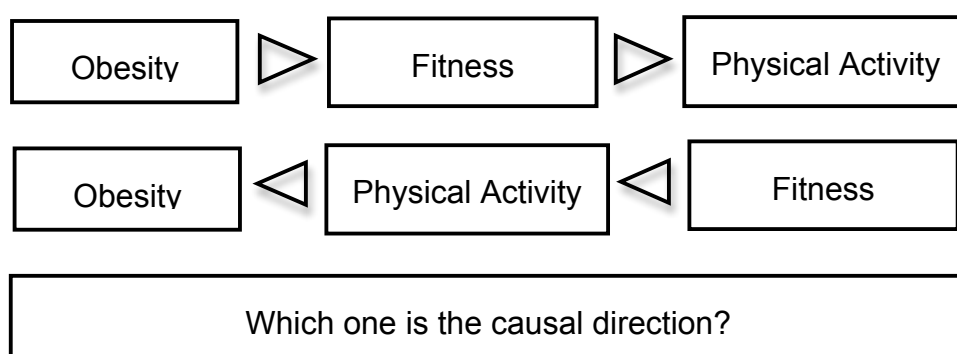 Obesity Fitness Physical Activity
Obesity Physical Activity Fitness
Which one is the causal direction?